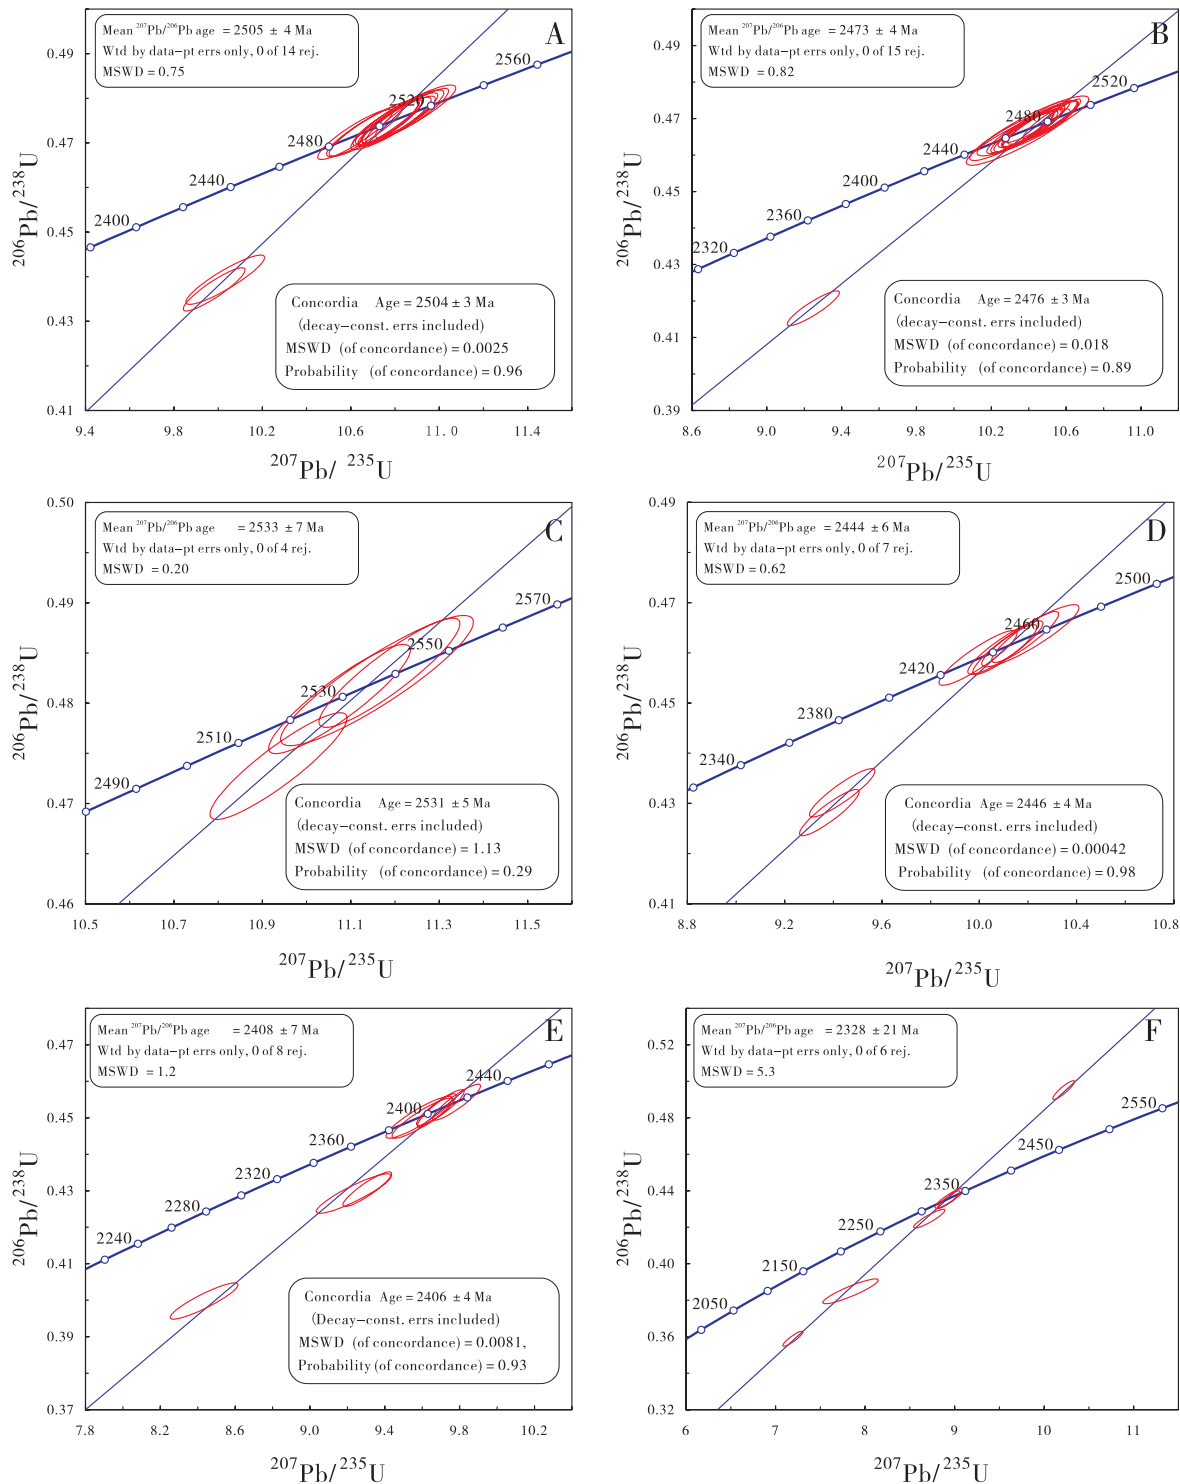 A
Mean ²⁰⁷Pb/²⁰⁶Pb age = 2505 ± 4 Ma
Wtd by data–pt errs only, 0 of 14 rej.
MSWD = 0.75
0.49
0.47
0.45
0.43
0.41
²⁰⁶Pb/²³⁸U
2400
2440
2480
2520
2560
Concordia Age = 2504 ± 3 Ma
(decay–const. errs included)
MSWD (of concordance) = 0.0025
Probability (of concordance) = 0.96
9.4 9.8 10.2 10.6 11.0 11.4
²⁰⁷Pb/ ²³⁵U
B
Mean ²⁰⁷Pb/²⁰⁶Pb age = 2473 ± 4 Ma
Wtd by data–pt errs only, 0 of 15 rej.
MSWD = 0.82
0.49
0.47
0.45
0.43
0.41
0.39
²⁰⁶Pb/²³⁸U
2320
2360
2400
2440
2480
2520
Concordia Age = 2476 ± 3 Ma
(decay–const. errs included)
MSWD (of concordance) = 0.018
Probability (of concordance) = 0.89
8.6 9.0 9.4 9.8 10.2 10.6 11.0
²⁰⁷Pb/²³⁵U
C
Mean ²⁰⁷Pb/²⁰⁶Pb age = 2533 ± 7 Ma
Wtd by data–pt errs only, 0 of 4 rej.
MSWD = 0.20
0.50
0.49
0.48
0.47
0.46
²⁰⁶Pb/²³⁸U
2490
2510
2530
2550
2570
Concordia Age = 2531 ± 5 Ma
(decay–const. errs included)
MSWD (of concordance) = 1.13
Probability (of concordance) = 0.29
10.5 10.7 10.9 11.1 11.3 11.5
²⁰⁷Pb/²³⁵U
D
Mean ²⁰⁷Pb/²⁰⁶Pb age = 2444 ± 6 Ma
Wtd by data–pt errs only, 0 of 7 rej.
MSWD = 0.62
0.49
0.47
0.45
0.43
0.41
²⁰⁶Pb/²³⁸U
2340
2380
2420
2460
2500
Concordia Age = 2446 ± 4 Ma
(decay–const. errs included)
MSWD (of concordance) = 0.00042
Probability (of concordance) = 0.98
8.8 9.2 9.6 10.0 10.4 10.8
²⁰⁷Pb/²³⁵U
E
Mean ²⁰⁷Pb/²⁰⁶Pb age = 2408 ± 7 Ma
Wtd by data–pt errs only, 0 of 8 rej.
MSWD = 1.2
0.47
0.45
0.43
0.41
0.39
0.37
²⁰⁶Pb/²³⁸U
2240
2280
2320
2360
2400
2440
Concordia Age = 2406 ± 4 Ma
(Decay–const. errs included)
MSWD (of concordance) = 0.0081,
Probability (of concordance) = 0.93
7.8 8.2 8.6 9.0 9.4 9.8 10.2
²⁰⁷Pb/²³⁵U
F
Mean ²⁰⁷Pb/²⁰⁶Pb age = 2328 ± 21 Ma
Wtd by data–pt errs only, 0 of 6 rej.
MSWD = 5.3
0.52
0.48
0.44
0.40
0.36
0.32
²⁰⁶Pb/²³⁸U
2050
2150
2250
2350
2450
2550
6 7 8 9 10 11
²⁰⁷Pb/²³⁵U